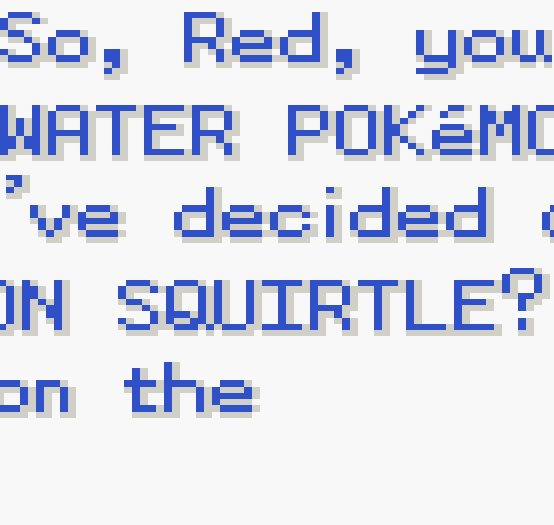 So, Red, you
WATER POKéMO
've decided
ON SQUIRTLE?
on the